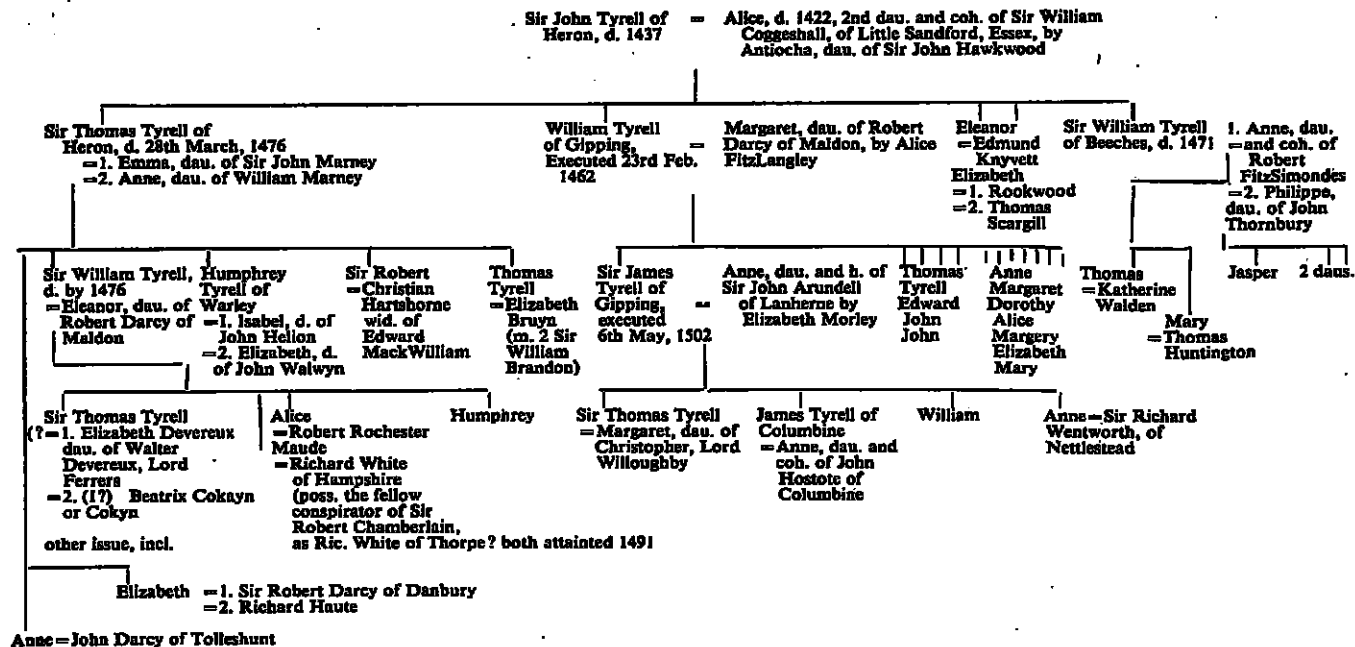 Sir John Tyrell of
Heron, d. 1437
=
Alice, d. 1422, 2nd dau. and coh. of Sir William
Coggeshall, of Little Sandford, Essex, by
Antiocha, dau. of Sir John Hawkwood
Sir Thomas Tyrell of
Heron, d. 28th March, 1476
=1. Emma, dau. of Sir John Marney
=2. Anne, dau. of William Marney
William Tyrell
of Gipping,
Executed 23rd Feb.
1462
=
Margaret, dau. of Robert
Darcy of Maldon, by Alice
FitzLangley
Eleanor
=Edmund
Knyvett
Elizabeth
=1. Rookwood
=2. Thomas
Scargill
Sir William Tyrell
of Beeches, d. 1471
1. Anne, dau.
=and coh. of
Robert
FitzSimondes
=2. Philippe,
dau. of John
Thornbury
Sir William Tyrell,
d. by 1476
=Eleanor, dau. of
Robert Darcy of
Maldon
Humphrey
Tyrell of
Warley
=1. Isabel, d. of
John Helion
=2. Elizabeth, d.
of John Walwyn
Sir Robert
=Christian
Hartshorne
wid. of
Edward
MackWilliam
Thomas
Tyrell
=Elizabeth
Bruyn
(m. 2 Sir
William
Brandon)
Sir James
Tyrell of
Gipping,
executed
6th May, 1502
=
Anne, dau. and h. of
Sir John Arundell
of Lanherne by
Elizabeth Morley
Thomas
Tyrell
Edward
John
John
Anne
Margaret
Dorothy
Alice
Margery
Elizabeth
Mary
Thomas
=Katherine
Walden
Mary
=Thomas
Huntington
Jasper
2 daus.
Sir Thomas Tyrell
(?=1. Elizabeth Devereux
dau. of Walter
Devereux, Lord
Ferrers
=2. (1?) Beatrix Cokayn
or Cokyn
other issue, incl.
Alice
=Robert Rochester
Maude
=Richard White
of Hampshire
(poss. the fellow
conspirator of Sir
Robert Chamberlain,
as Ric. White of Thorpe? both attainted 1491
Humphrey
Sir Thomas Tyrell
=Margaret, dau. of
Christopher, Lord
Willoughby
James Tyrell of
Columbine
=Anne, dau. and
coh. of John
Hostote of
Columbine
William
Anne=Sir Richard
Wentworth, of
Nettlestead
Elizabeth =1. Sir Robert Darcy of Danbury
=2. Richard Haute
Anne=John Darcy of Tolleshunt